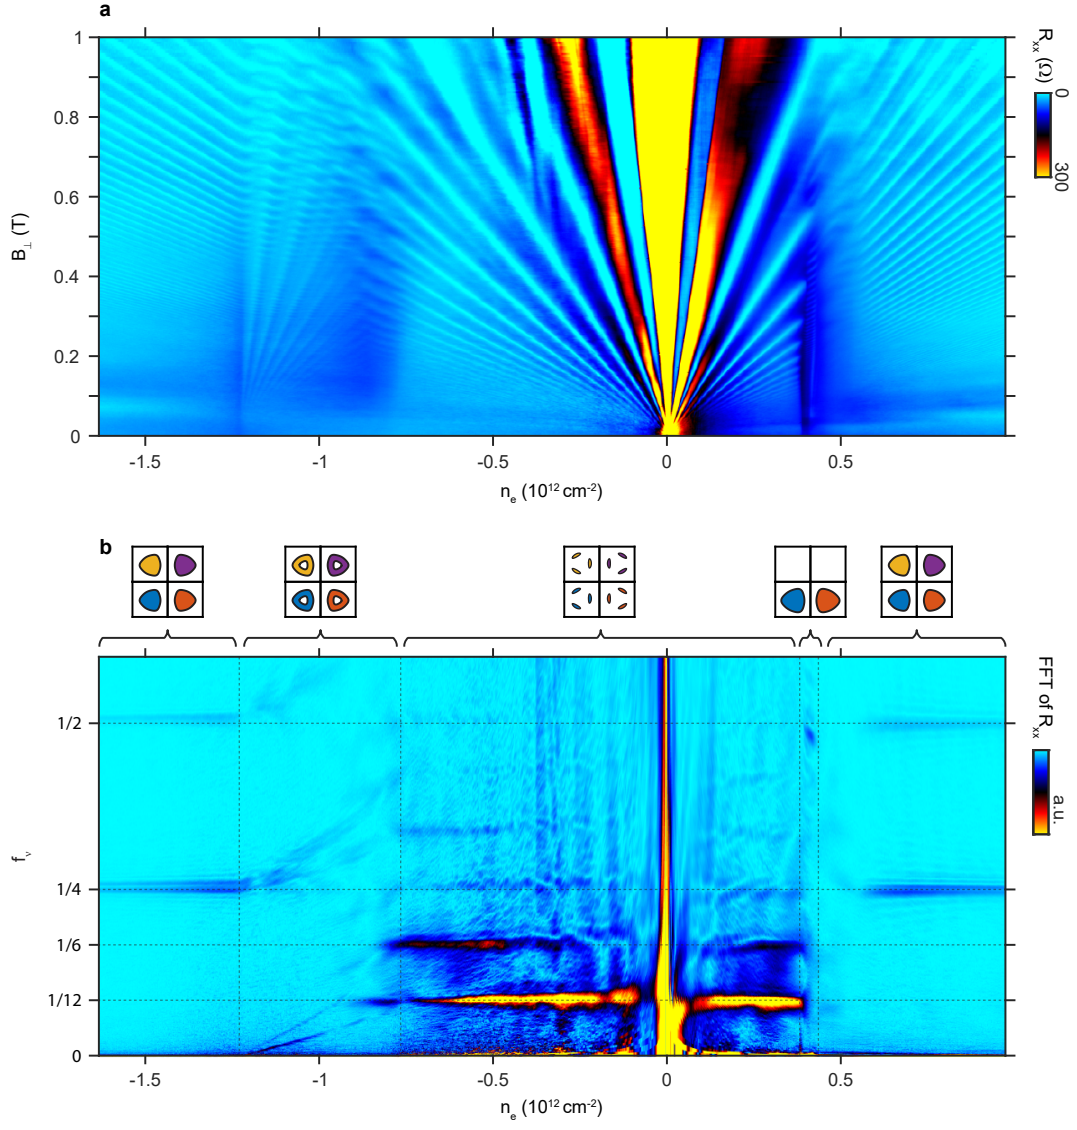 a
1
0.8
0.6
0.4
0.2
0
B⊥ (T)
-1.5 -1 -0.5 0 0.5
nₑ (10¹² cm⁻²)
Rₓₓ (Ω)
0
300
b
1/2
1/4
1/6
1/12
0
fᵥ
-1.5 -1 -0.5 0 0.5
nₑ (10¹² cm⁻²)
FFT of Rₓₓ
a.u.